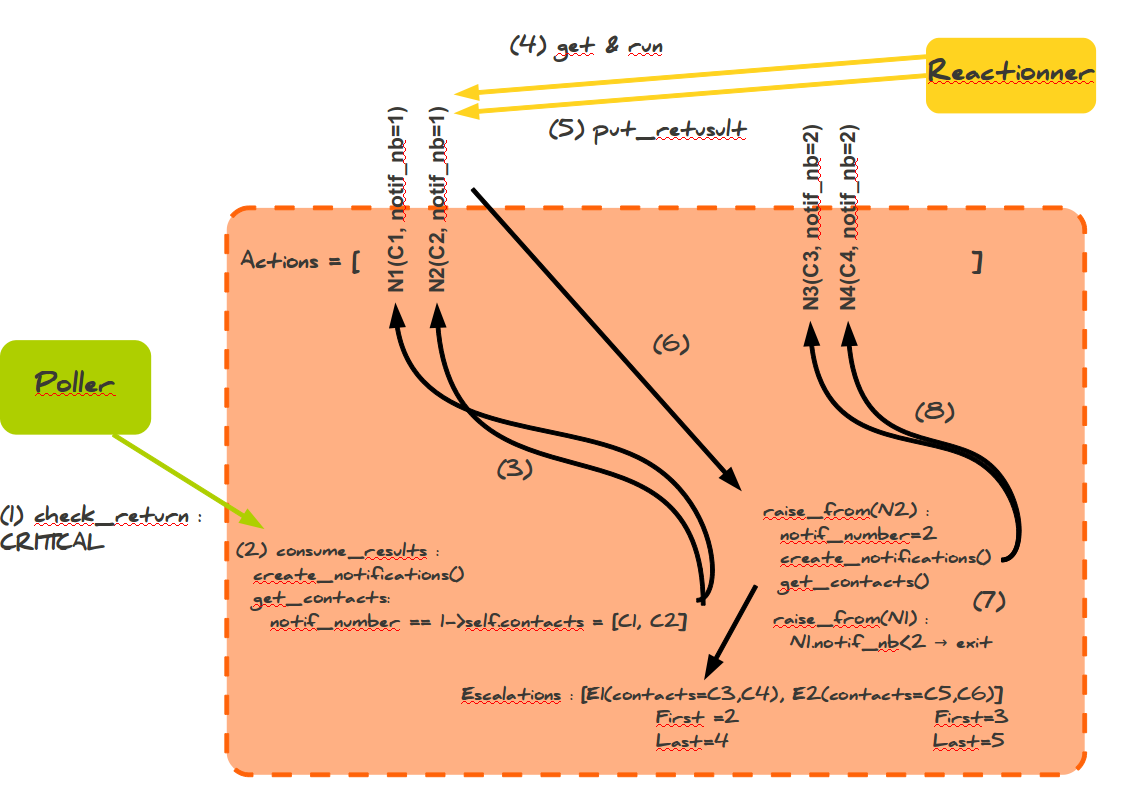 (4) get & run
Reactionner
(5) put_retusult
N1(C1, notif_nb=1)
N2(C2, notif_nb=1)
N3(C3, notif_nb=2)
N4(C4, notif_nb=2)
Actions = [
]
(6)
Poller
(8)
(3)
(1) check_return :
CRITICAL
raise_from(N2) :
notif_number=2
create_notifications()
get_contacts()
(2) consume_results :
create_notifications()
get_contacts:
notif_number == 1->self.contacts = [C1, C2]
(7)
raise_from(N1) :
N1.notif_nb<2 → exit
Escalations : [E1(contacts=C3,C4), E2(contacts=C5,C6)]
First =2
First=3
Last=4
Last=5